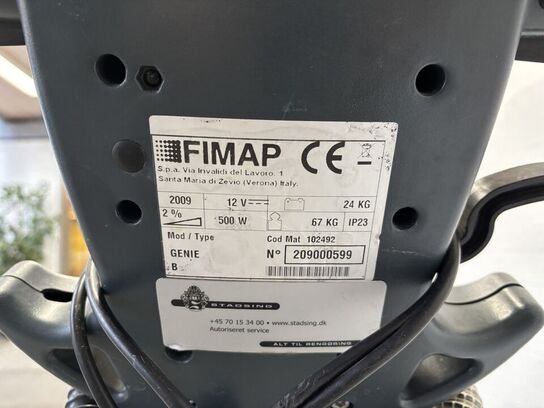 FIMAP CE
S.p.a. Via Invalidi del Lavoro, 1
Santa Maria di Zevio (Verona) Italy.
2009 12 V 24 KG
2% 500 W 67 KG IP23
Mod / Type Cod Mat 102492
GENIE N° 209000599
B
STADSING
+45 70 15 34 00 • www.stadsing.dk
Autoriseret service
ALT TIL RENGØRING